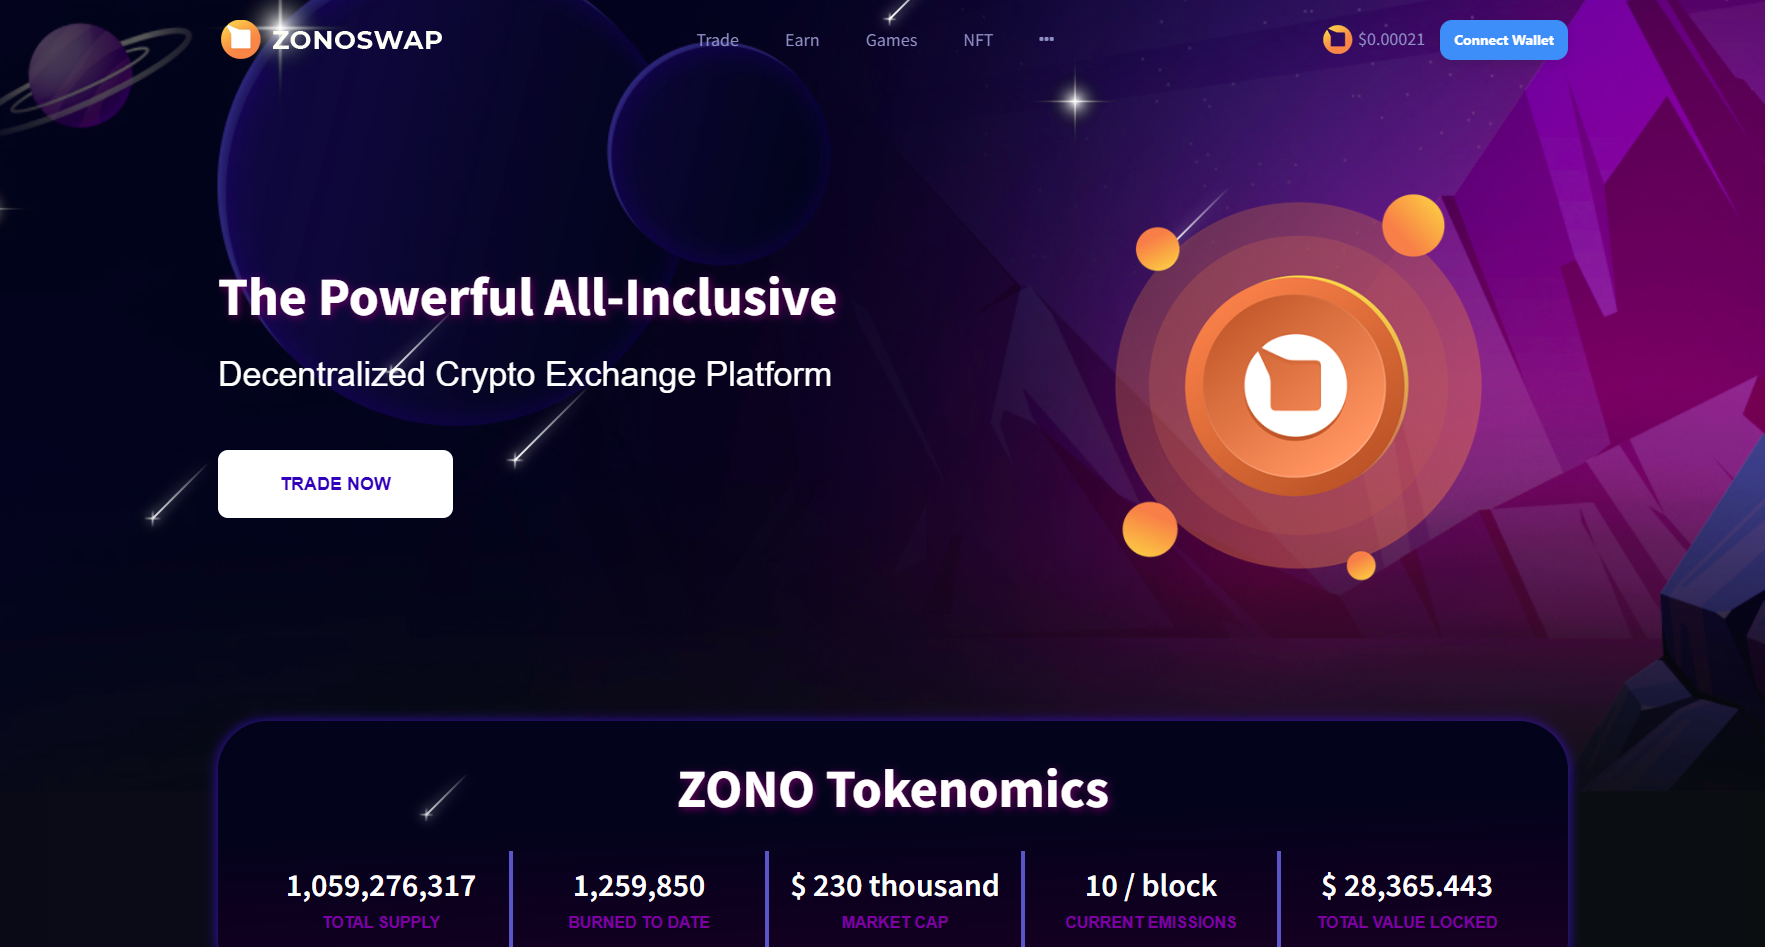 ZONOSWAP
Trade
Earn
Games
NFT
$0.00021
Connect Wallet
The Powerful All-Inclusive
Decentralized Crypto Exchange Platform
TRADE NOW
ZONO Tokenomics
1,059,276,317
TOTAL SUPPLY
1,259,850
BURNED TO DATE
$ 230 thousand
MARKET CAP
10 / block
CURRENT EMISSIONS
$ 28,365.443
TOTAL VALUE LOCKED